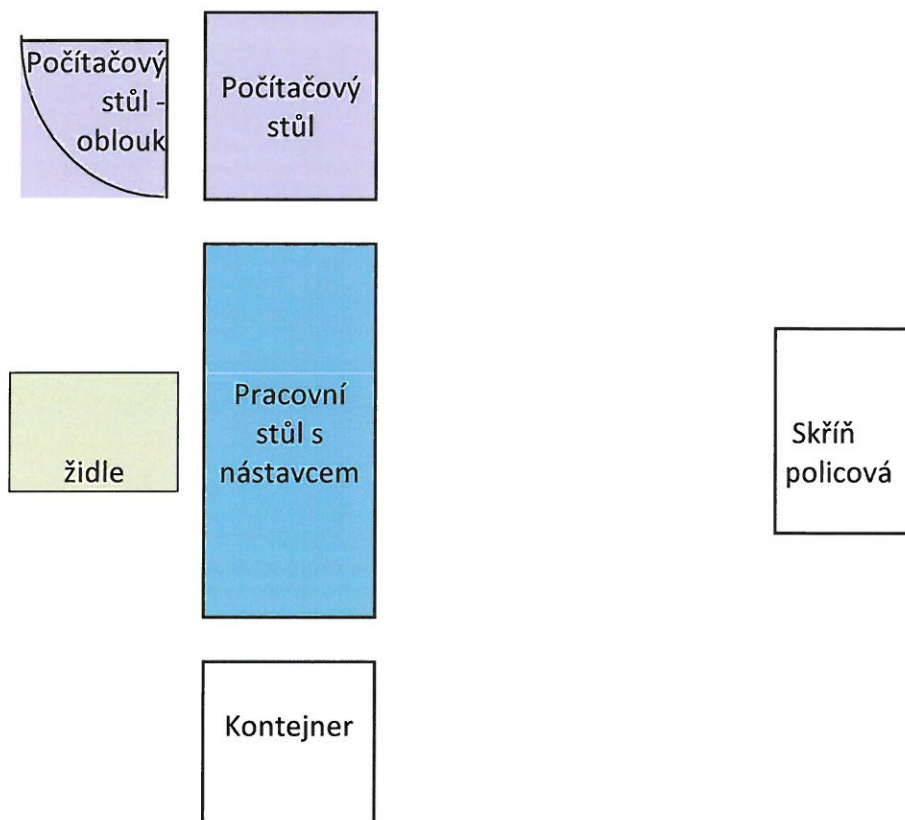 Počítačový
stůl -
oblouk
Počítačový
stůl
židle
Pracovní
stůl s
nástavcem
Skříň
policová
Kontejner